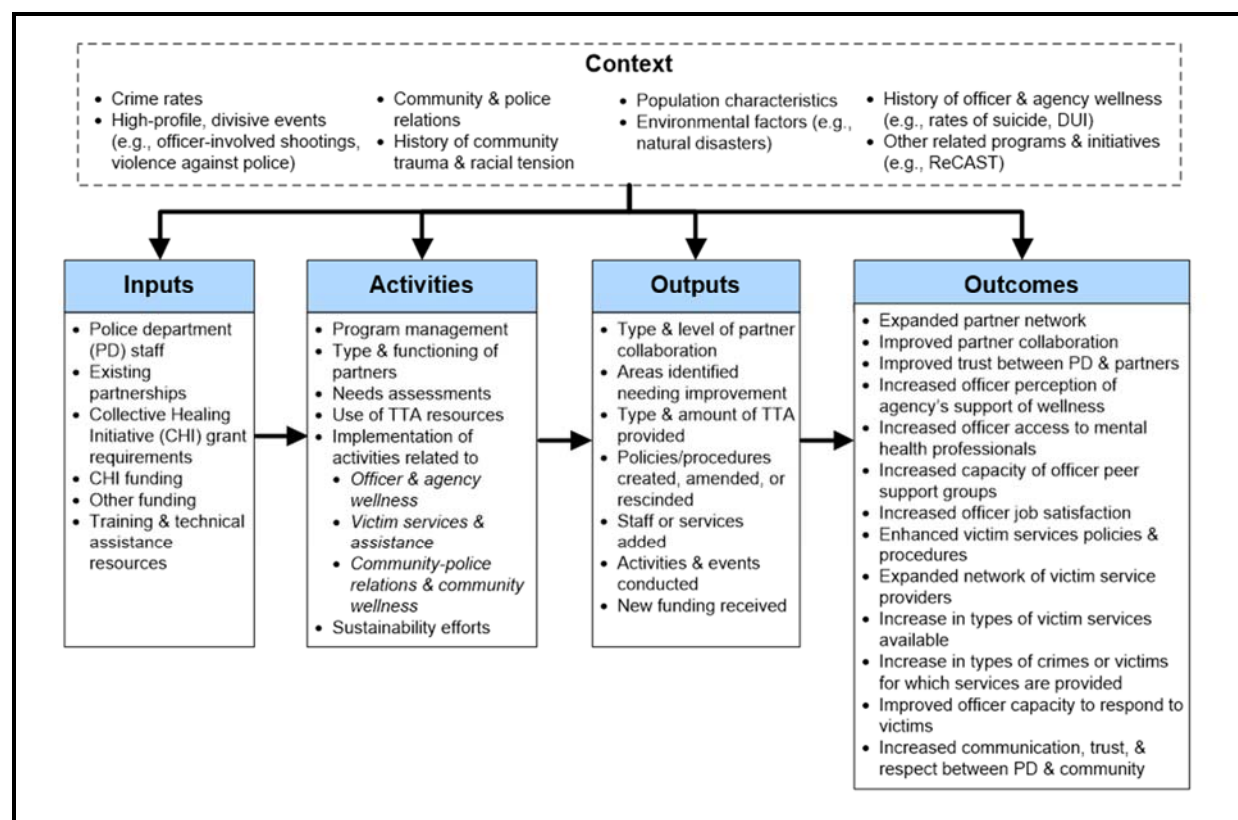 Context
• Crime rates
• High-profile, divisive events
(e.g., officer-involved shootings,
violence against police)
• Community & police
relations
• History of community
trauma & racial tension
• Population characteristics
• Environmental factors (e.g.,
natural disasters)
• History of officer & agency wellness
(e.g., rates of suicide, DUI)
• Other related programs & initiatives
(e.g., ReCAST)
Inputs
• Police department
(PD) staff
• Existing
partnerships
• Collective Healing
Initiative (CHI) grant
requirements
• CHI funding
• Other funding
• Training & technical
assistance
resources
Activities
• Program management
• Type & functioning of
partners
• Needs assessments
• Use of TTA resources
• Implementation of
activities related to
• Officer & agency
wellness
• Victim services &
assistance
• Community-police
relations & community
wellness
• Sustainability efforts
Outputs
• Type & level of partner
collaboration
• Areas identified
needing improvement
• Type & amount of TTA
provided
• Policies/procedures
created, amended, or
rescinded
• Staff or services
added
• Activities & events
conducted
• New funding received
Outcomes
• Expanded partner network
• Improved partner collaboration
• Improved trust between PD & partners
• Increased officer perception of
agency's support of wellness
• Increased officer access to mental
health professionals
• Increased capacity of officer peer
support groups
• Increased officer job satisfaction
• Enhanced victim services policies &
procedures
• Expanded network of victim service
providers
• Increase in types of victim services
available
• Increase in types of crimes or victims
for which services are provided
• Improved officer capacity to respond to
victims
• Increased communication, trust, &
respect between PD & community